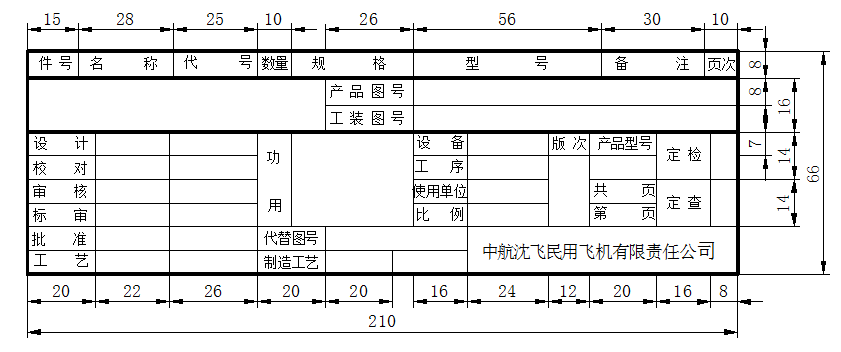 15 28 25 10 26 56 30 10
件号 名称 代号 数量 规格 型号 备注 页次 8
产品图号 8
工装图号 16
设计 功用 设备 版次 产品型号 定检 7
校对 工序 14
审核 使用单位 共页 定查 14 66
标审 比例 第页
批准 代替图号 中航沈飞民用飞机有限责任公司
工艺 制造工艺
20 22 26 20 20 16 24 12 20 16 8
210